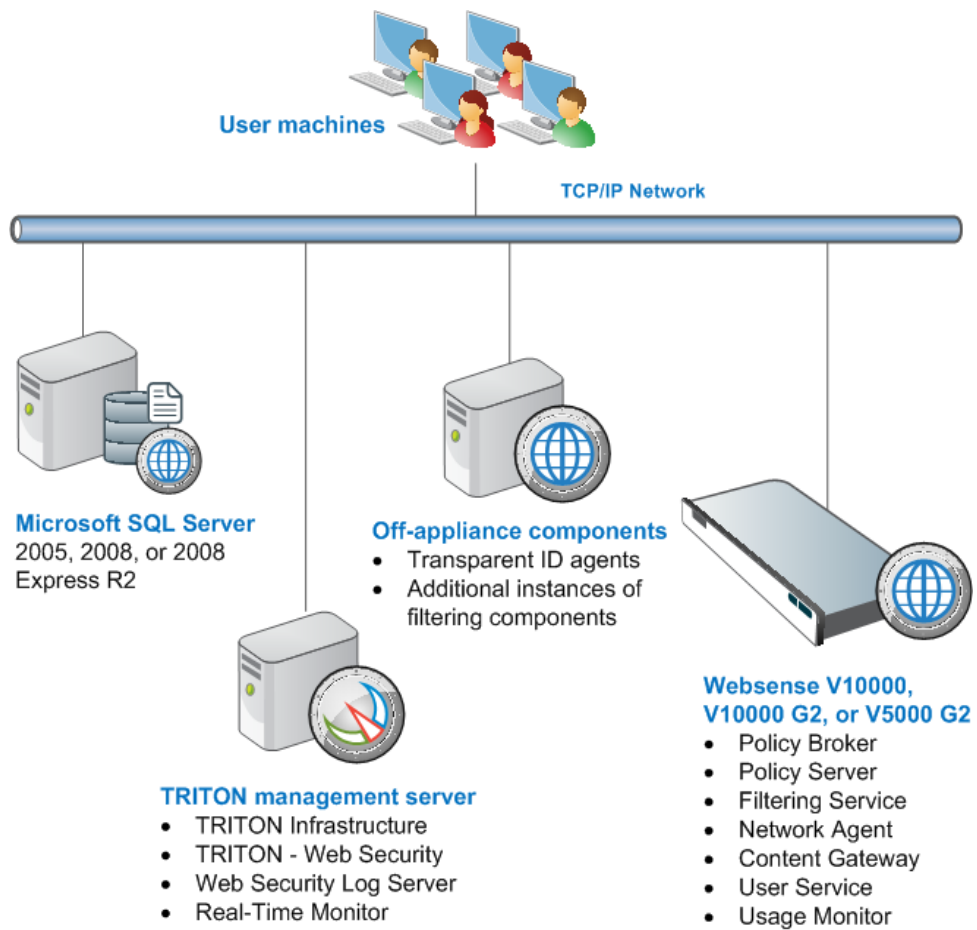 User machines
TCP/IP Network
Microsoft SQL Server
2005, 2008, or 2008
Express R2
Off-appliance components
• Transparent ID agents
• Additional instances of
filtering components
TRITON management server
• TRITON Infrastructure
• TRITON - Web Security
• Web Security Log Server
• Real-Time Monitor
Websense V10000,
V10000 G2, or V5000 G2
• Policy Broker
• Policy Server
• Filtering Service
• Network Agent
• Content Gateway
• User Service
• Usage Monitor